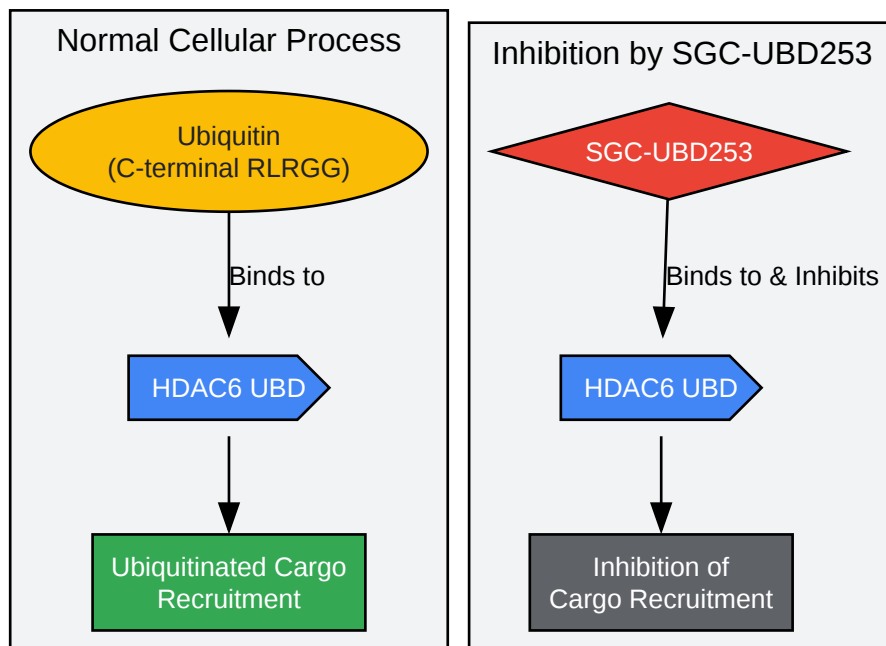 Normal Cellular Process
Ubiquitin
(C-terminal RLRGG)
Binds to
HDAC6 UBD
Ubiquitinated Cargo
Recruitment
Inhibition by SGC-UBD253
SGC-UBD253
Binds to & Inhibits
HDAC6 UBD
Inhibition of
Cargo Recruitment